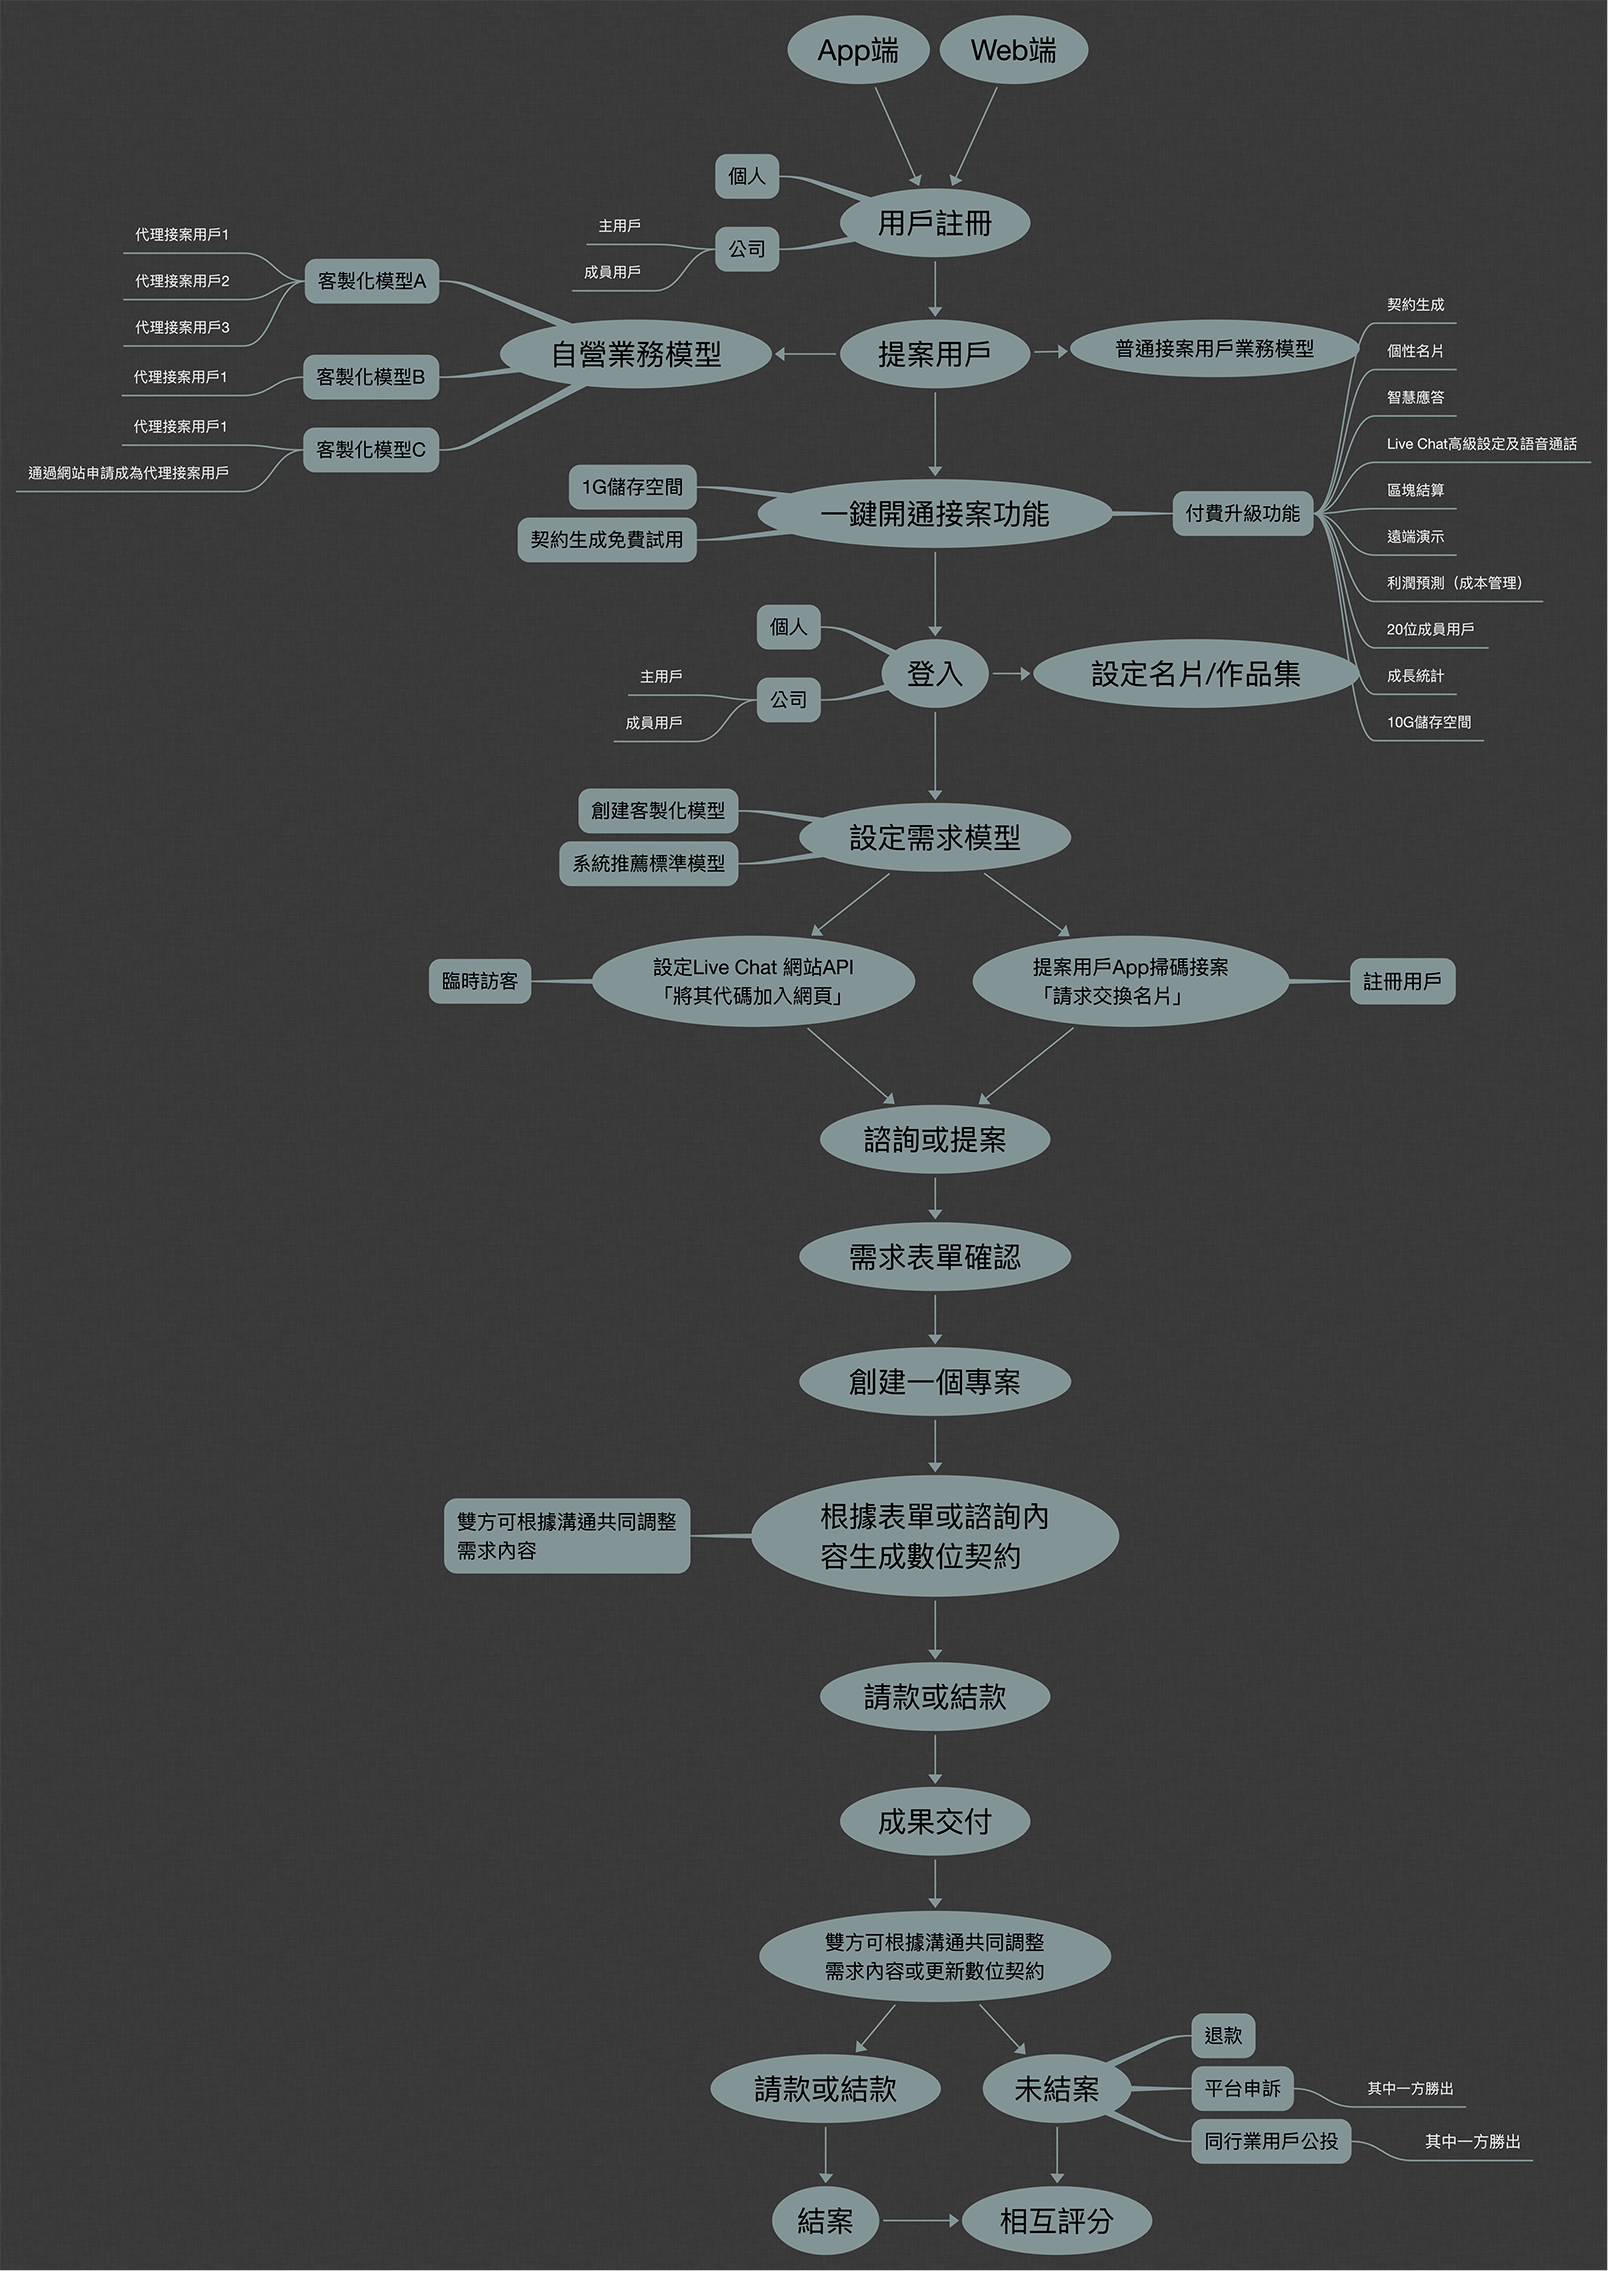 App端
Web端
個人
用戶註冊
主用戶
公司
成員用戶
代理接案用戶1
代理接案用戶2
代理接案用戶3
客製化模型A
代理接案用戶1
客製化模型B
代理接案用戶1
通過網站申請成為代理接案用戶
客製化模型C
自營業務模型
提案用戶
普通接案用戶業務模型
1G儲存空間
契約生成免費試用
一鍵開通接案功能
付費升級功能
契約生成
個性名片
智慧應答
Live Chat高級設定及語音通話
區塊結算
遠端演示
利潤預測（成本管理）
20位成員用戶
成長統計
10G儲存空間
個人
主用戶
公司
成員用戶
登入
設定名片/作品集
創建客製化模型
系統推薦標準模型
設定需求模型
臨時訪客
設定Live Chat 網站API
「將其代碼加入網頁」
提案用戶App掃碼接案
「請求交換名片」
註冊用戶
諮詢或提案
需求表單確認
創建一個專案
雙方可根據溝通共同調整
需求內容
根據表單或諮詢內
容生成數位契約
請款或結款
成果交付
雙方可根據溝通共同調整
需求內容或更新數位契約
請款或結款
未結案
退款
平台申訴
其中一方勝出
同行業用戶公投
其中一方勝出
結案
相互評分